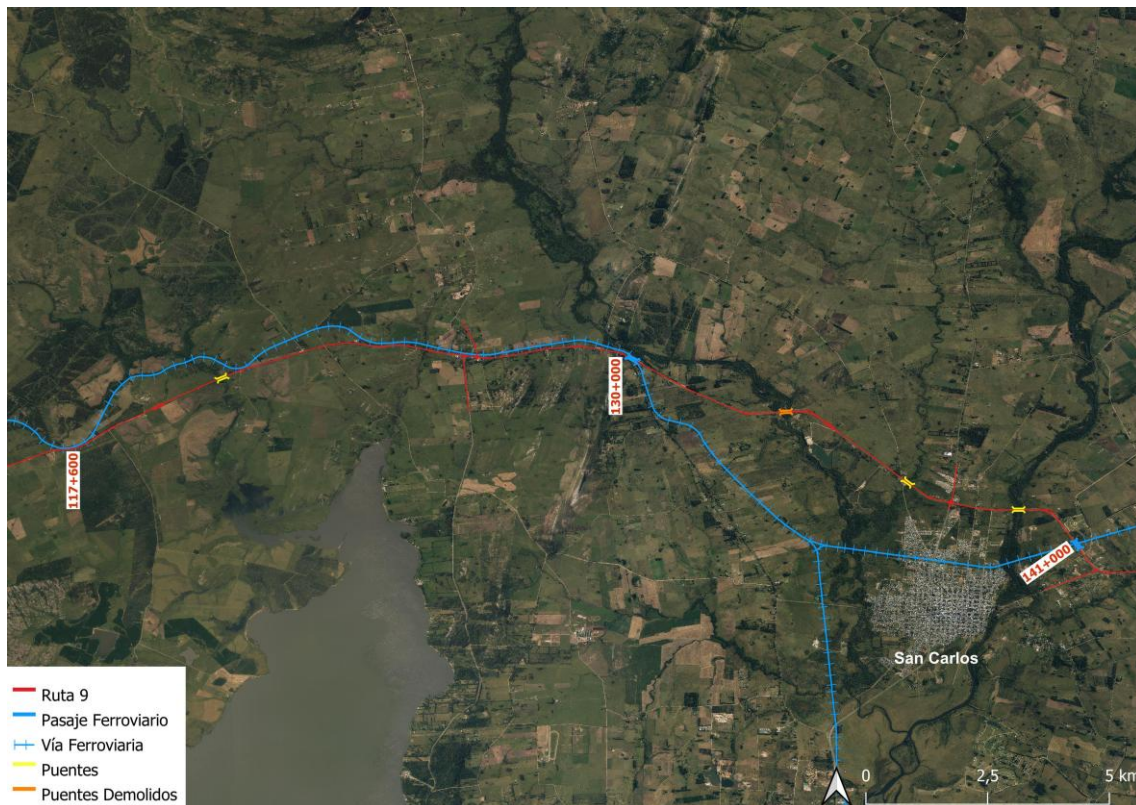 130+000
117+600
141+000
San Carlos
Ruta 9
Pasaje Ferroviario
Vía Ferroviaria
Puentes
Puentes Demolidos
0 2,5 5 km